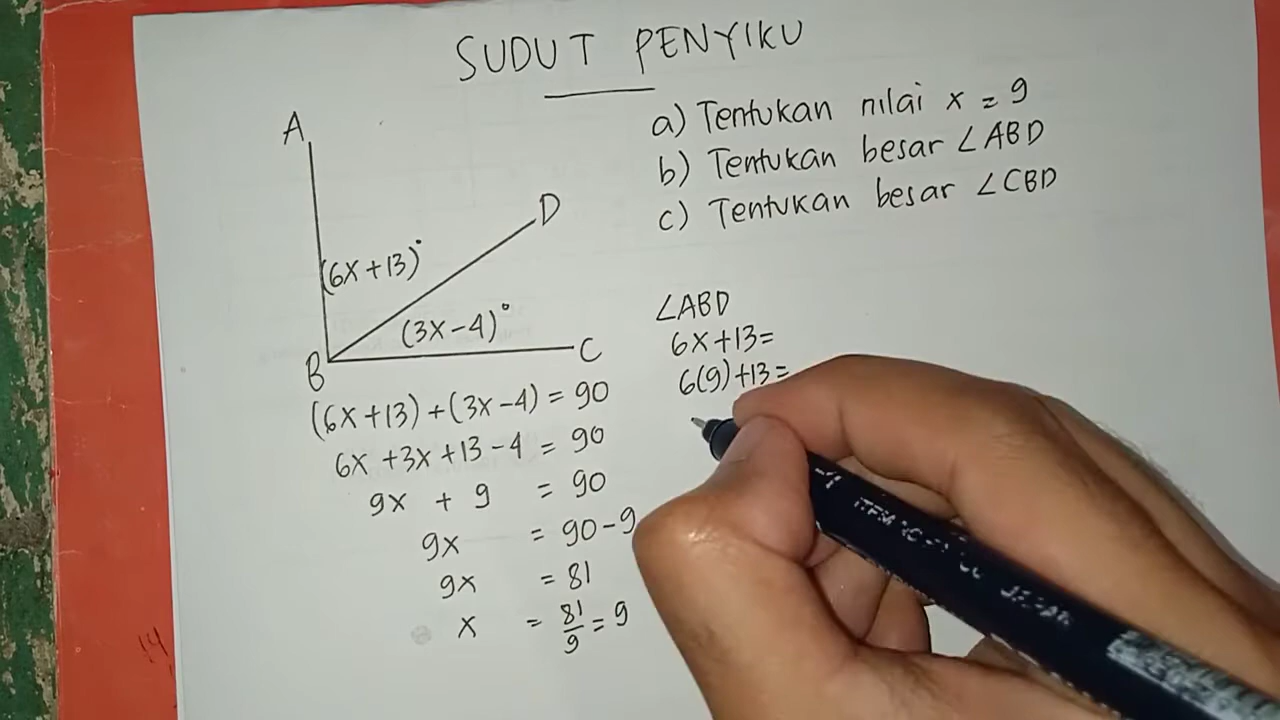 SUDUT PENYIKU
a) Tentukan nilai x = 9
b) Tentukan besar ∠ABD
c) Tentukan besar ∠CBD
A
D
(6x+13)°
(3x-4)°
B
C
(6x+13)+(3x-4) = 90
6x +3x+13-4 = 90
9x + 9 = 90
9x = 90-9
9x = 81
x = 81/9 = 9
∠ABD
6x+13=
6(9)+13=